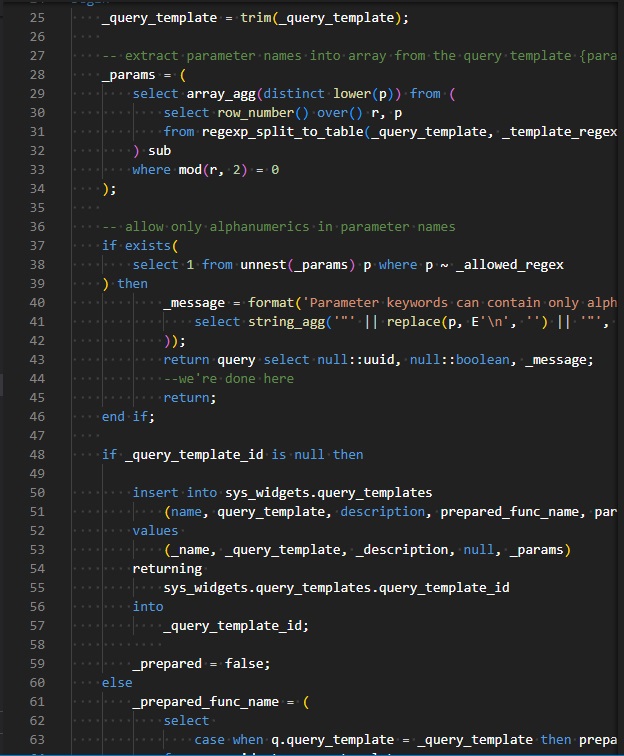 25 _query_template = trim(_query_template);
26
27 -- extract parameter names into array from the query template {para
28 _params = (
29 select array_agg(distinct lower(p)) from (
30 select row_number() over() r, p
31 from regexp_split_to_table(_query_template, _template_regex
32 ) sub
33 where mod(r, 2) = 0
34 );
35
36 -- allow only alphanumerics in parameter names
37 if exists(
38 select 1 from unnest(_params) p where p ~ _allowed_regex
39 ) then
40 _message = format('Parameter keywords can contain only alph
41 select string_agg('"' || replace(p, E'\n', '') || '"',
42 ));
43 return query select null::uuid, null::boolean, _message;
44 --we're done here
45 return;
46 end if;
47
48 if _query_template_id is null then
49
50 insert into sys_widgets.query_templates
51 (name, query_template, description, prepared_func_name, par
52 values
53 (_name, _query_template, _description, null, _params)
54 returning
55 sys_widgets.query_templates.query_template_id
56 into
57 _query_template_id;
58
59 _prepared = false;
60 else
61 _prepared_func_name = (
62 select
63 case when q.query_template = _query_template then prepa